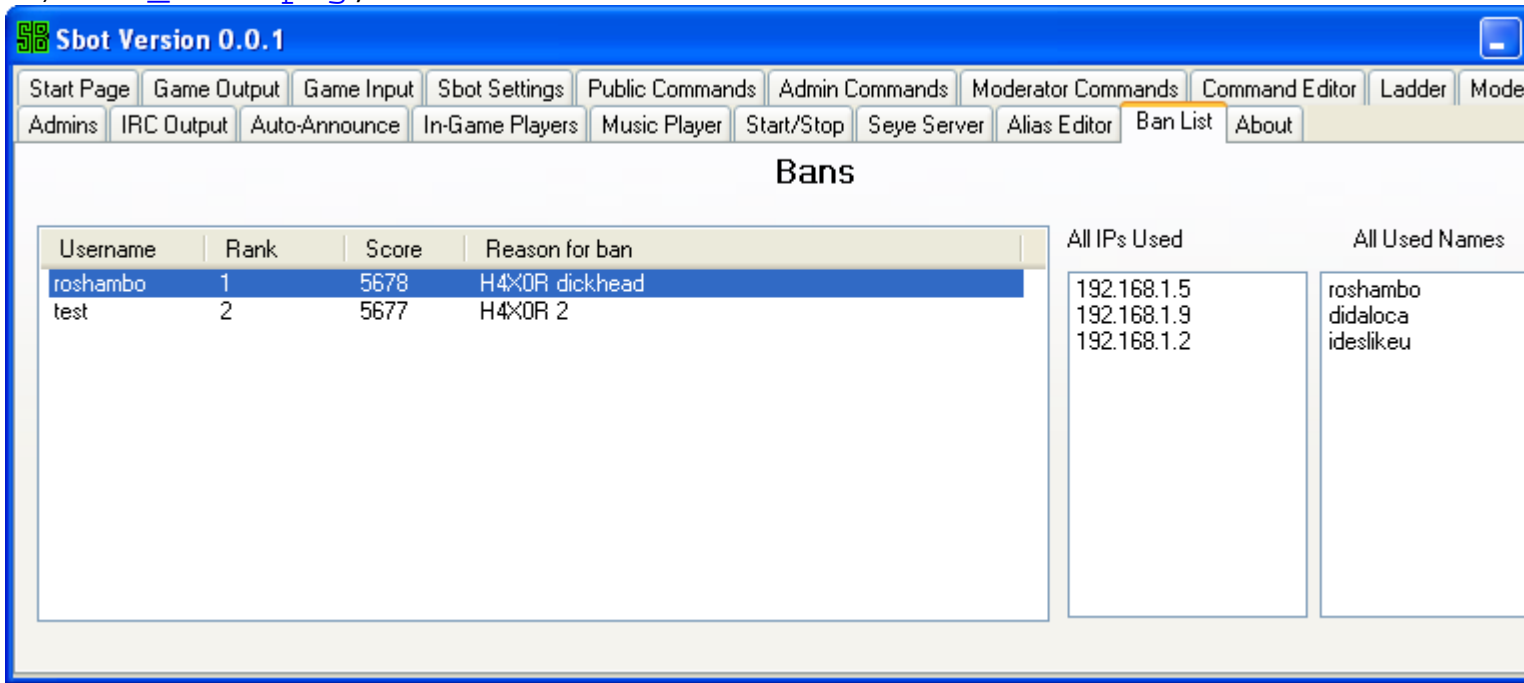 Sbot Version 0.0.1
Start Page Game Output Game Input Sbot Settings Public Commands Admin Commands Moderator Commands Command Editor Ladder Mode
Admins IRC Output Auto-Announce In-Game Players Music Player Start/Stop Seye Server Alias Editor Ban List About
Bans
All IPs Used All Used Names
Username Rank Score Reason for ban
roshambo 1 5678 H4X0R dickhead
test 2 5677 H4X0R 2
192.168.1.5
192.168.1.9
192.168.1.2
roshambo
didaloca
ideslikeu